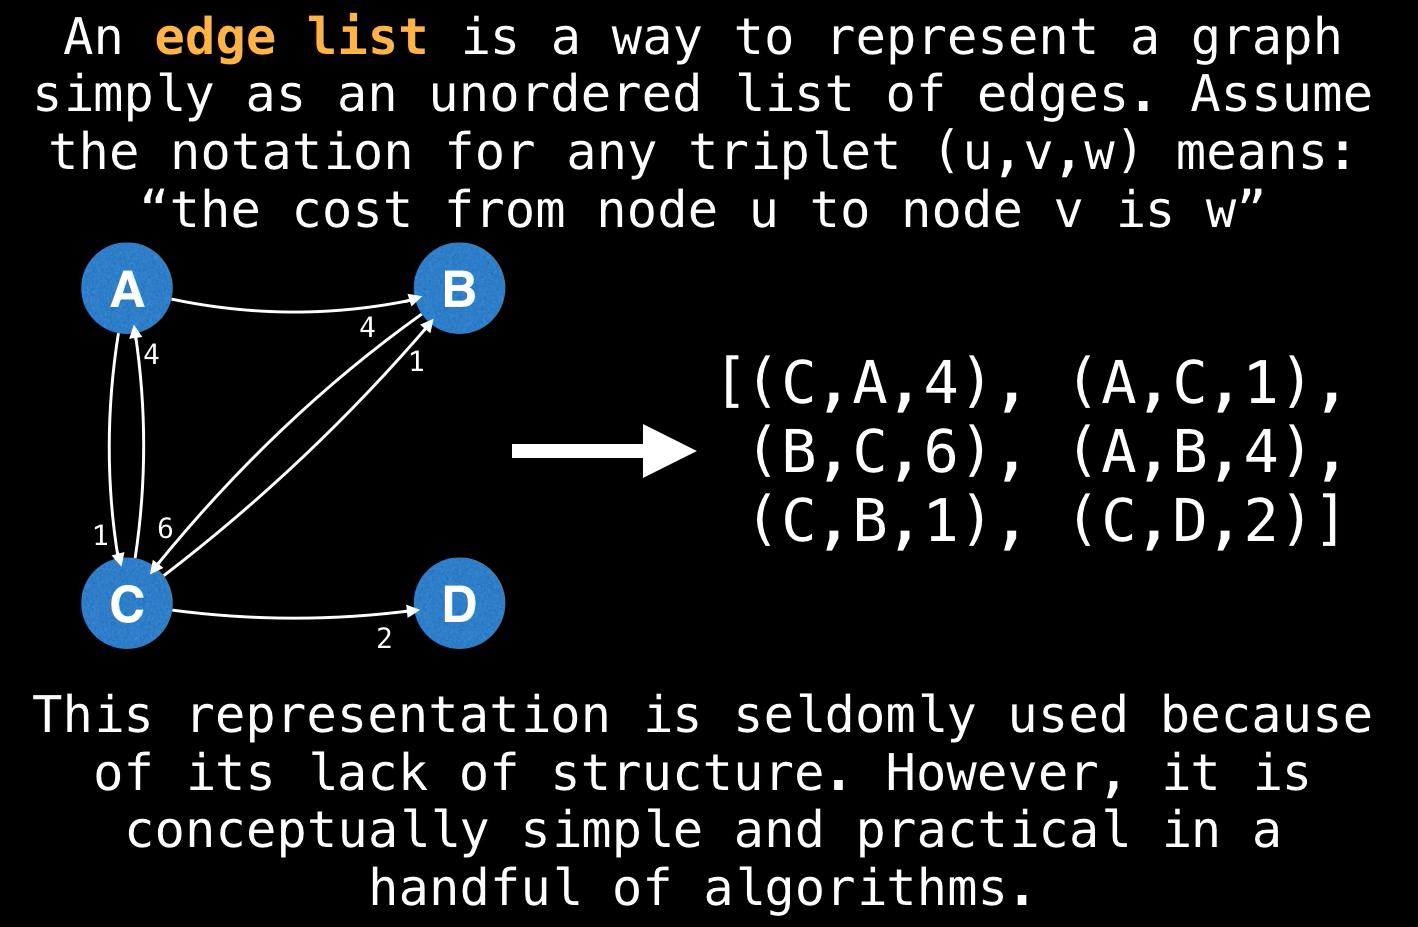 An edge list is a way to represent a graph
simply as an unordered list of edges. Assume
the notation for any triplet (u,v,w) means:
“the cost from node u to node v is w”
A
B
4
4
1
[(C,A,4), (A,C,1),
(B,C,6), (A,B,4),
(C,B,1), (C,D,2)]
1
6
C
D
2
This representation is seldomly used because
of its lack of structure. However, it is
conceptually simple and practical in a
handful of algorithms.